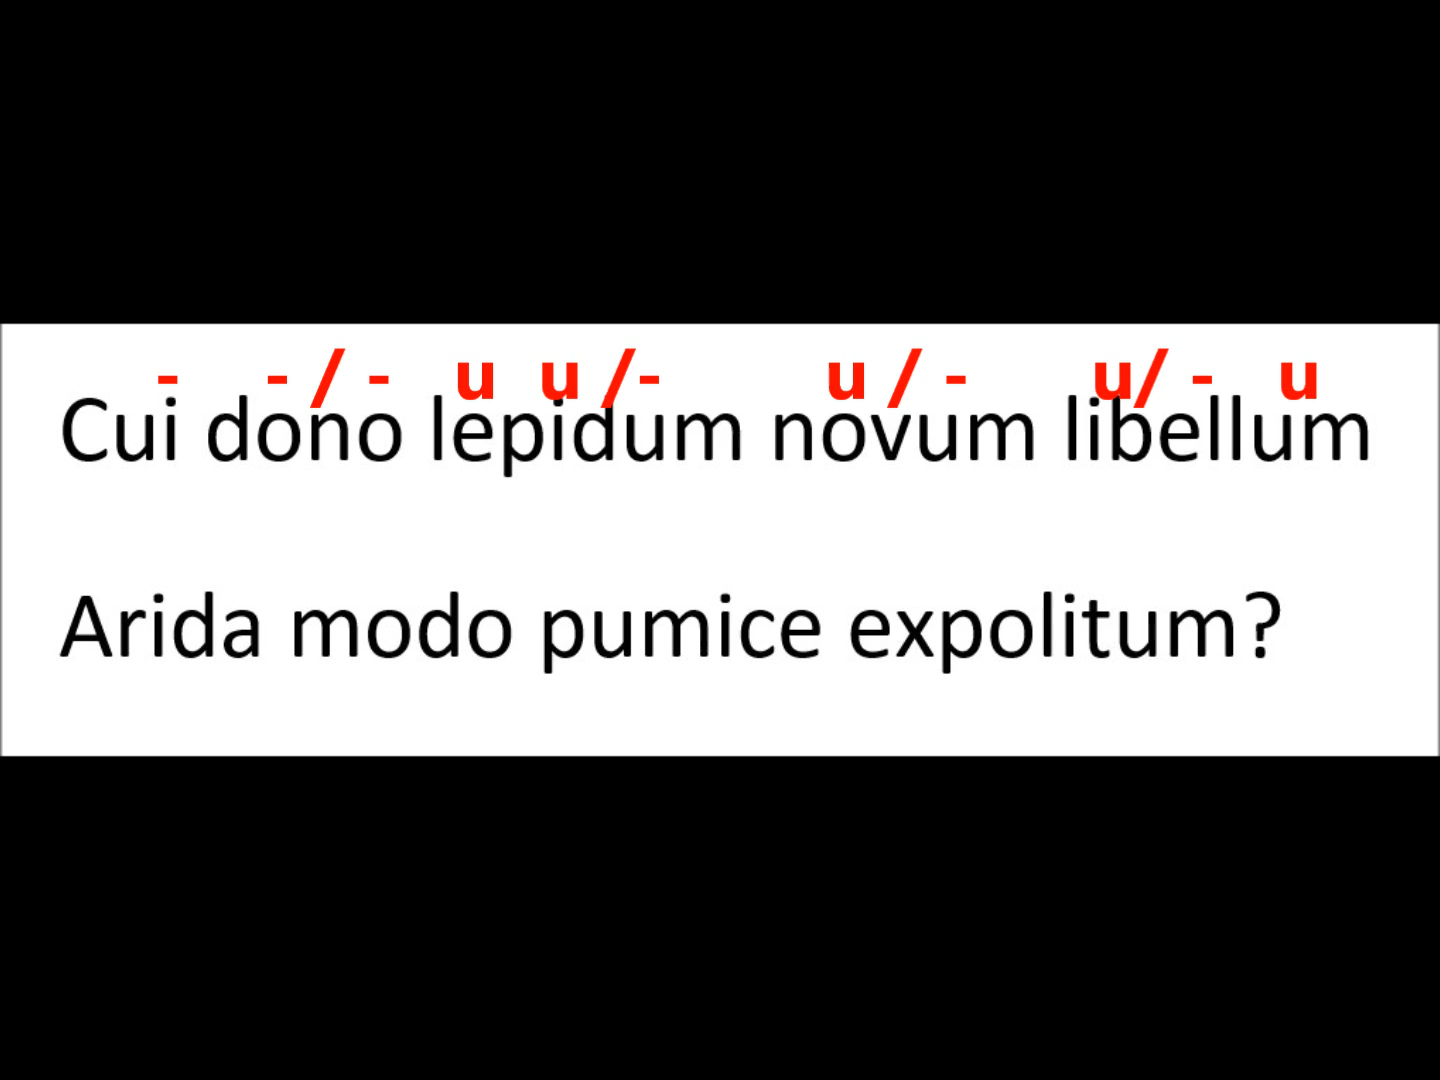 - - / - u u / - u / - u / - u
Cui dono lepidum novum libellum
Arida modo pumice expolitum?